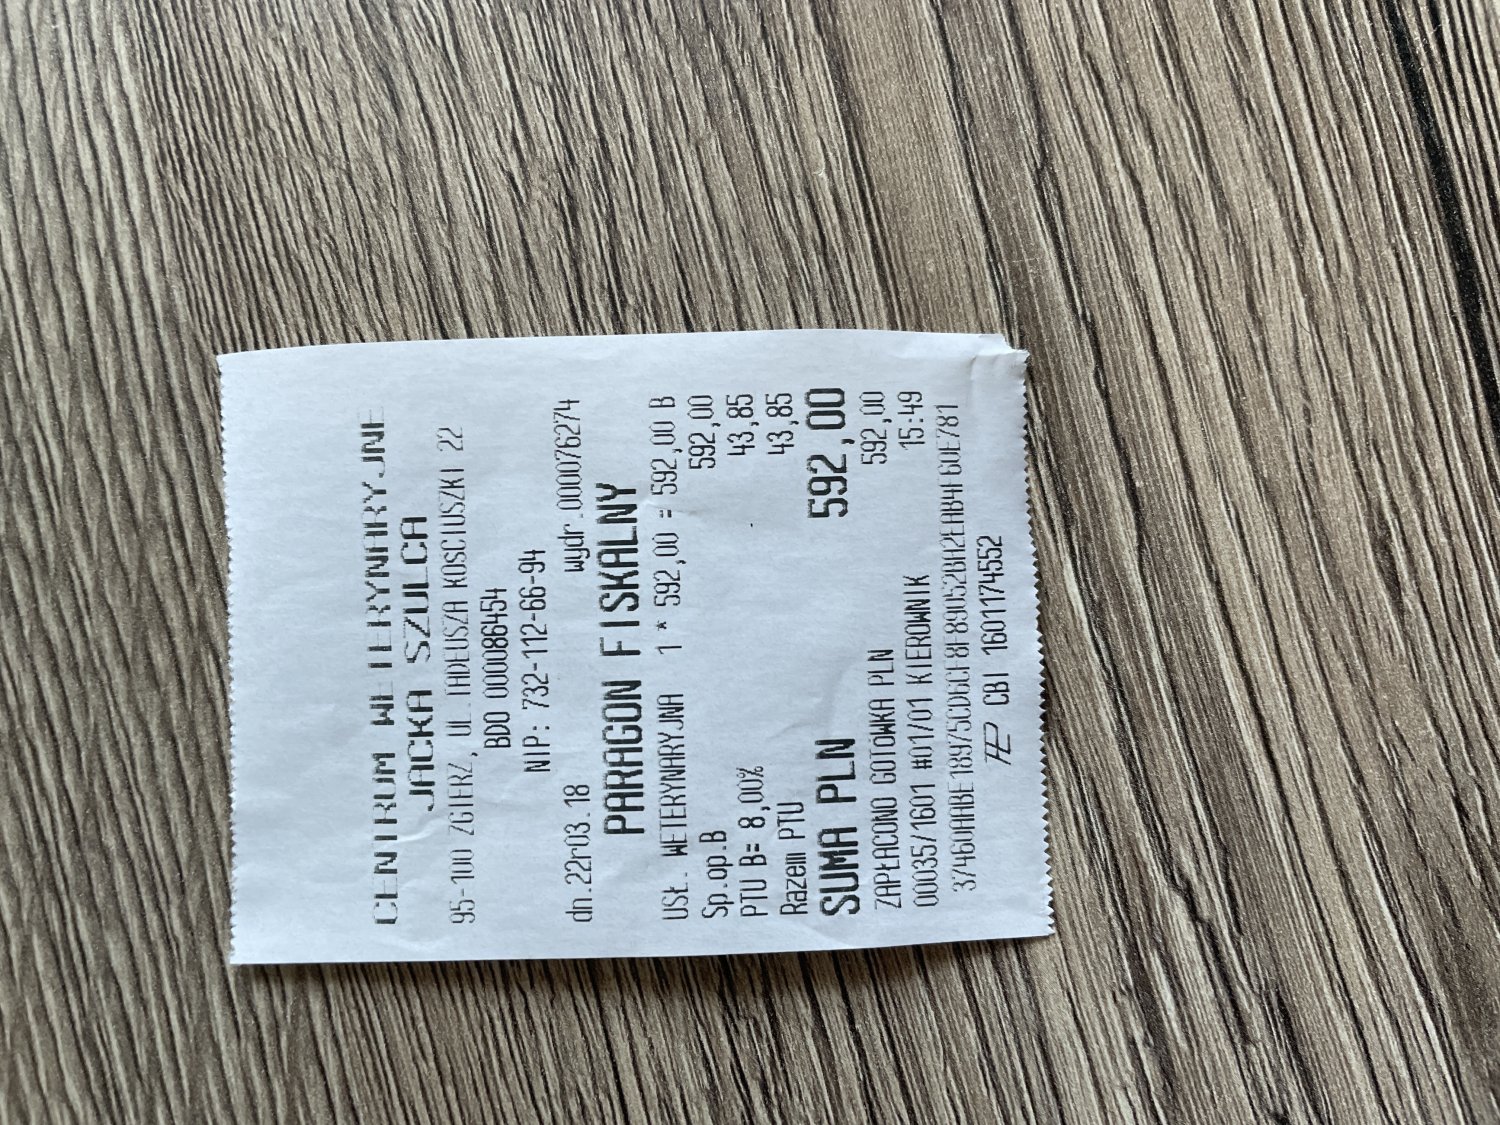 CENTRUM WETERYNARYJNE
JACKA SZULCA
95-100 ZGIERZ, UL.TADEUSZA KOSCIUSZKI 22
BDO 000086454
NIP: 732-112-66-94
dn.22r03.18 wydr.000076274
PARAGON FISKALNY
USŁ. WETERYNARYJNA 1 * 592,00 = 592,00 B
Sp.op.B 592,00
PTU B= 8,00% 43,85
Razem PTU 43,85
SUMA PLN 592,00
ZAPŁACONO GOTOWKA PLN 592,00
00035/1601 #01/01 KIEROWNIK 15:49
CBI 1601174552